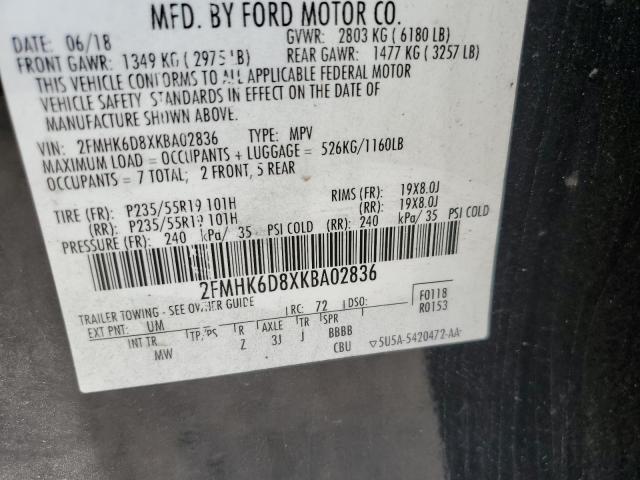 MFD. BY FORD MOTOR CO.
DATE: 06/18 GVWR: 2803 KG ( 6180 LB)
FRONT GAWR: 1349 KG ( 2975 LB) REAR GAWR: 1477 KG ( 3257 LB)
THIS VEHICLE CONFORMS TO ALL APPLICABLE FEDERAL MOTOR
VEHICLE SAFETY STANDARDS IN EFFECT ON THE DATE OF
MANUFACTURE SHOWN ABOVE.
VIN: 2FMHK6D8XKBA02836 TYPE: MPV
MAXIMUM LOAD = OCCUPANTS + LUGGAGE = 526KG/1160LB
OCCUPANTS = 7 TOTAL; 2 FRONT, 5 REAR
TIRE (FR): P235/55R19 101H RIMS (FR): 19X8.0J
(RR): P235/55R19 101H (RR): 19X8.0J
PRESSURE (FR): 240 kPa/ 35 PSI COLD (RR): 240 kPa/ 35 PSI COLD
2FMHK6D8XKBA02836
TRAILER TOWING - SEE OWNER GUIDE
F0118
R0153
EXT PNT: UM RC: 72 DSO:
INT TR TP/PS R AXLE TR SPR
MW 2 3J J BBBB
CBU ▽5U5A-5420472-AA